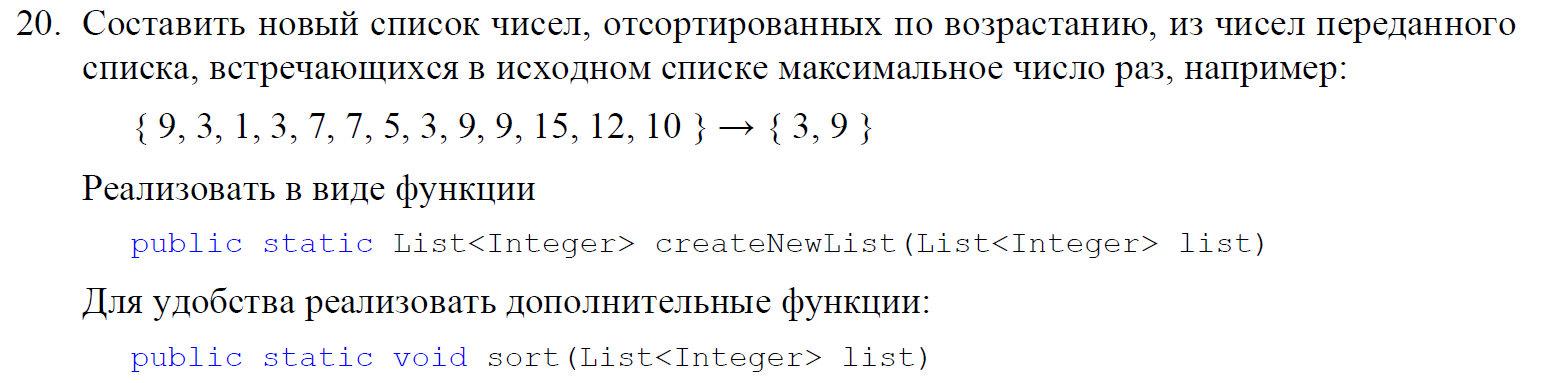 20. Составить новый список чисел, отсортированных по возрастанию, из чисел переданного
списка, встречающихся в исходном списке максимальное число раз, например:
{ 9, 3, 1, 3, 7, 7, 5, 3, 9, 9, 15, 12, 10 } → { 3, 9 }
Реализовать в виде функции
public static List<Integer> createNewList(List<Integer> list)
Для удобства реализовать дополнительные функции:
public static void sort(List<Integer> list)